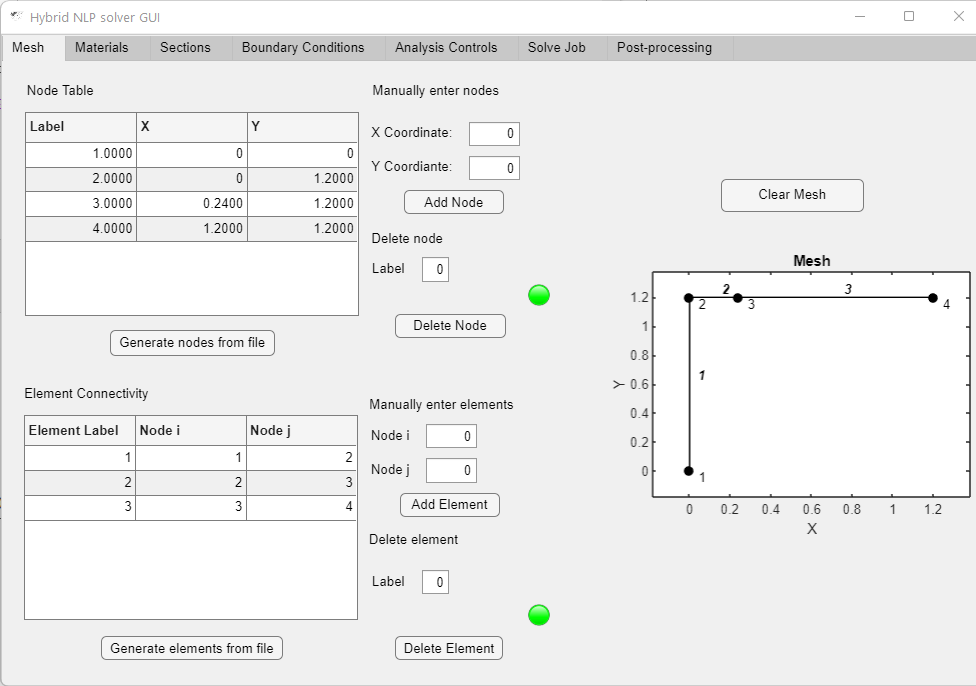 Hybrid NLP solver GUI
Mesh Materials Sections Boundary Conditions Analysis Controls Solve Job Post-processing
Node Table
Label X Y
1.0000 0 0
2.0000 0 1.2000
3.0000 0.2400 1.2000
4.0000 1.2000 1.2000
Generate nodes from file
Element Connectivity
Element Label Node i Node j
1 1 2
2 2 3
3 3 4
Generate elements from file
Manually enter nodes
X Coordinate: 0
Y Coordiante: 0
Add Node
Delete node
Label 0
Delete Node
Manually enter elements
Node i 0
Node j 0
Add Element
Delete element
Label 0
Delete Element
Clear Mesh
Mesh
2 3
1.2 2 3 4
1
0.8
1
Y 0.6
0.4
0.2
0 1
0 0.2 0.4 0.6 0.8 1 1.2
X